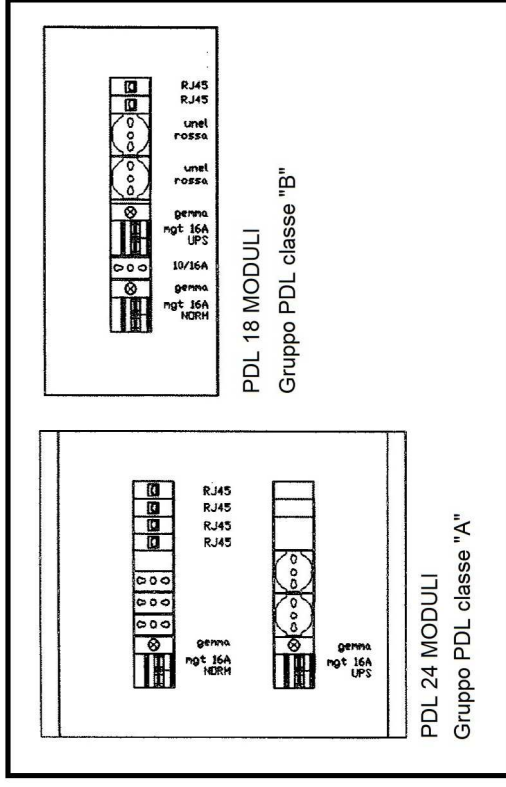 RJ45
RJ45
unel
rossa
unel
rossa
gemma
mgt 16A
UPS
10/16A
gemma
mgt 16A
NORM
PDL 18 MODULI
Gruppo PDL classe "B"
RJ45
RJ45
RJ45
RJ45
gemma
mgt 16A
NORM
gemma
mgt 16A
UPS
PDL 24 MODULI
Gruppo PDL classe "A"